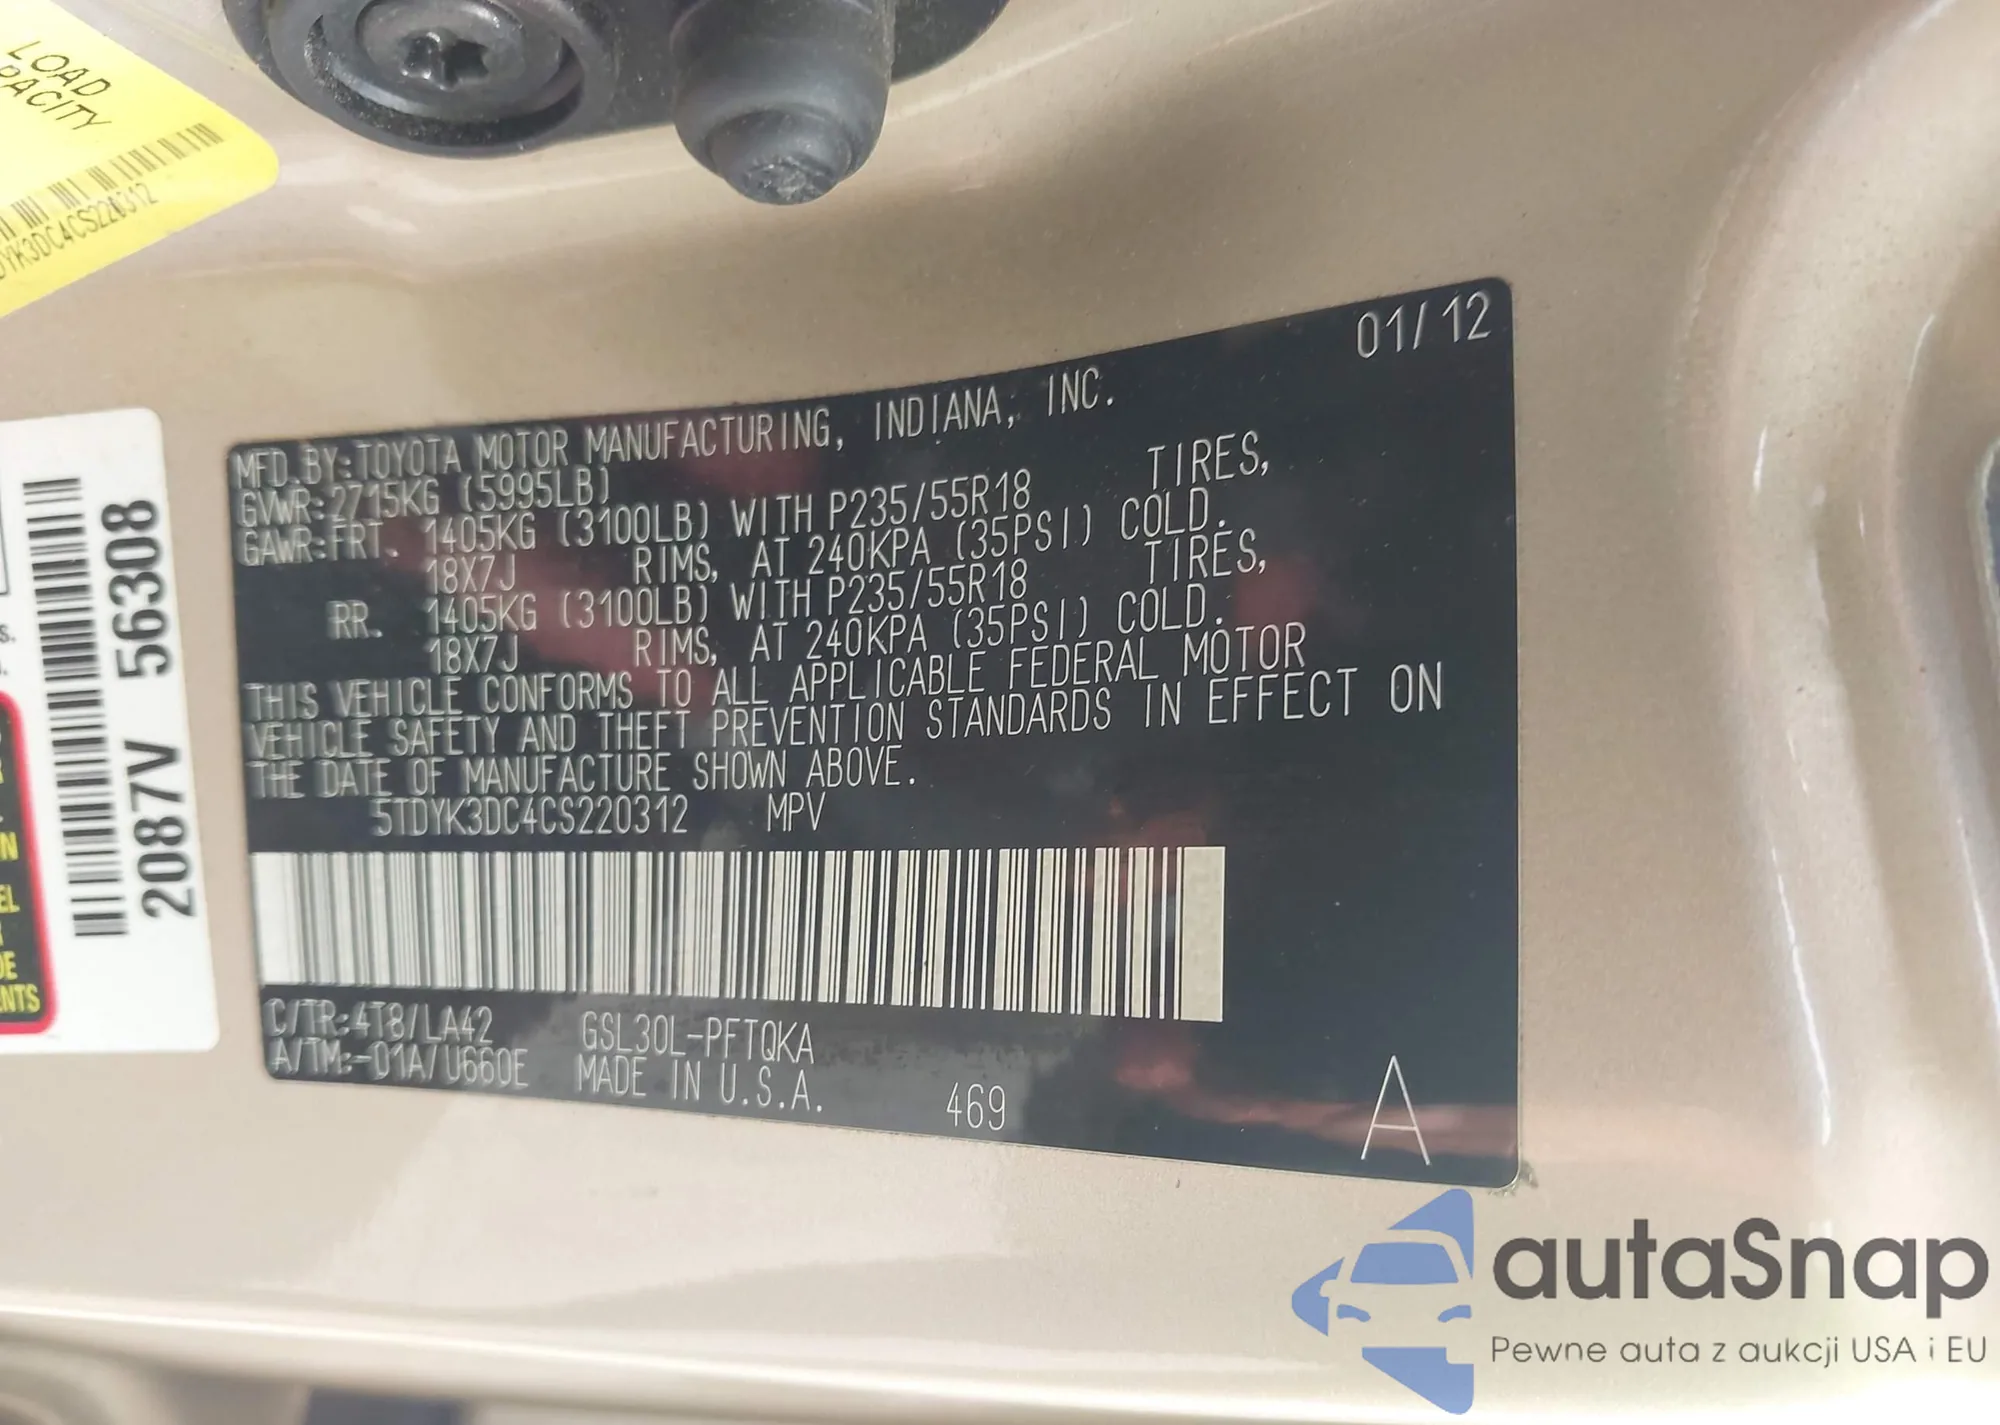 LOAD
PACITY
DYK3DC4CS220312
2087V 56308
S.
EL
DE
ENTS
01/12
MFD.BY:TOYOTA MOTOR MANUFACTURING, INDIANA, INC.
GVWR:2715KG (5995LB)
GAWR:FRT. 1405KG (3100LB) WITH P235/55R18 TIRES,
18X7J RIMS, AT 240KPA (35PSI) COLD.
RR. 1405KG (3100LB) WITH P235/55R18 TIRES,
18X7J RIMS, AT 240KPA (35PSI) COLD.
THIS VEHICLE CONFORMS TO ALL APPLICABLE FEDERAL MOTOR
VEHICLE SAFETY AND THEFT PREVENTION STANDARDS IN EFFECT ON
THE DATE OF MANUFACTURE SHOWN ABOVE.
5TDYK3DC4CS220312 MPV
C/TR:4T8/LA42 GSL30L-PFTQKA
A/TM:-01A/U660E MADE IN U.S.A. 469 A
autaSnap
Pewne auta z aukcji USA i EU